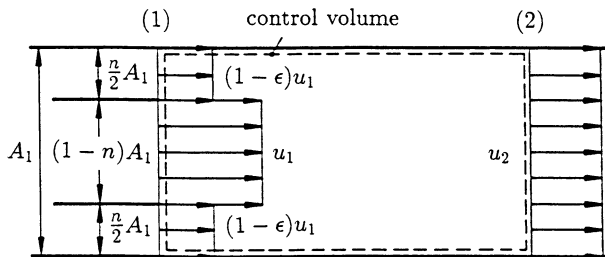 (1) control volume (2)
n/2 A₁ (1 − ϵ)u₁
A₁ (1 − n)A₁ u₁ u₂
n/2 A₁ (1 − ϵ)u₁